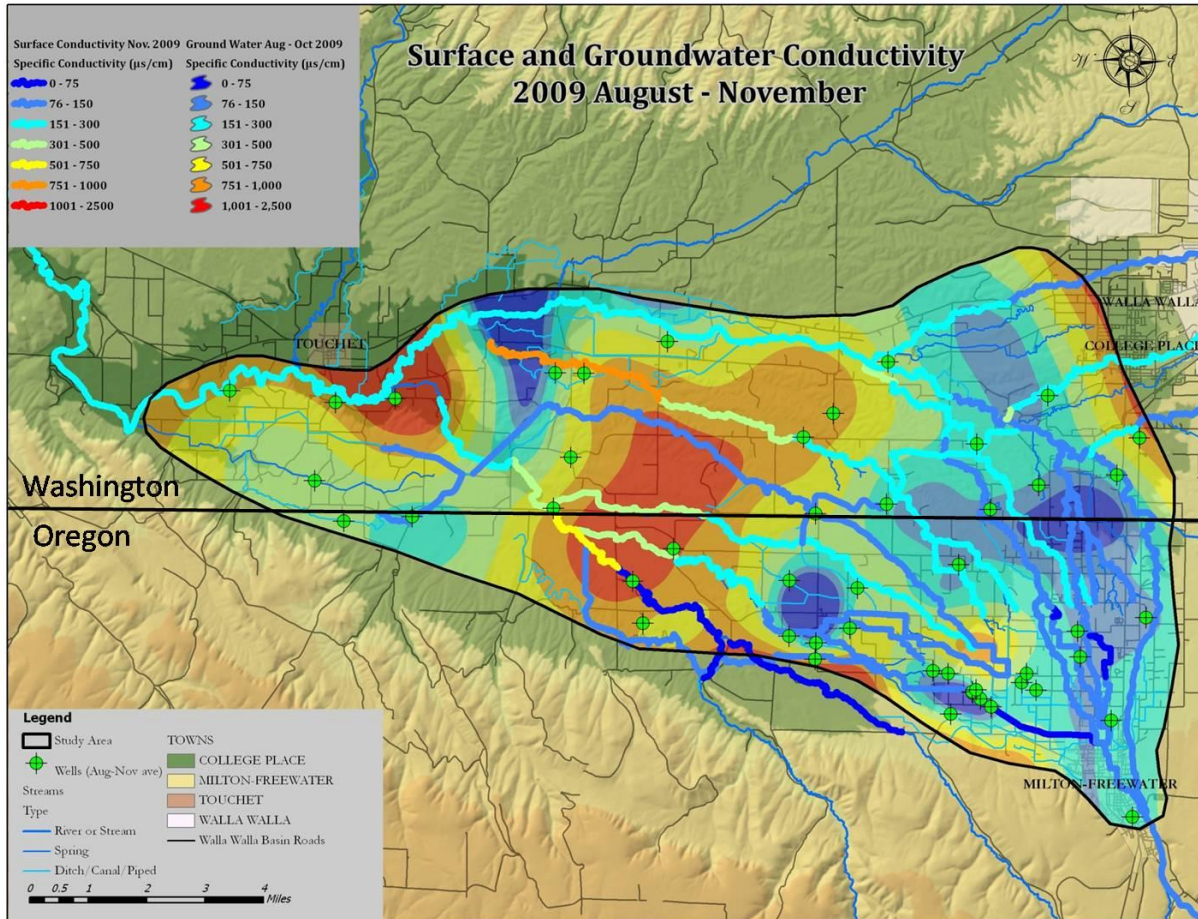 Surface and Groundwater Conductivity
2009 August - November
Surface Conductivity Nov. 2009
Specific Conductivity (µs/cm)
0 - 75
76 - 150
151 - 300
301 - 500
501 - 750
751 - 1000
1001 - 2500
Ground Water Aug - Oct 2009
Specific Conductivity (µs/cm)
0 - 75
76 - 150
151 - 300
301 - 500
501 - 750
751 - 1,000
1,001 - 2,500
W
E
S
WALLA WALLA
COLLEGE PLACE
TOUCHET
Washington
Oregon
MILTON-FREEWATER
Legend
Study Area
Wells (Aug-Nov ave)
Streams
Type
River or Stream
Spring
Ditch/Canal/Piped
TOWNS
COLLEGE PLACE
MILTON-FREEWATER
TOUCHET
WALLA WALLA
Walla Walla Basin Roads
0 0.5 1 2 3 4
Miles